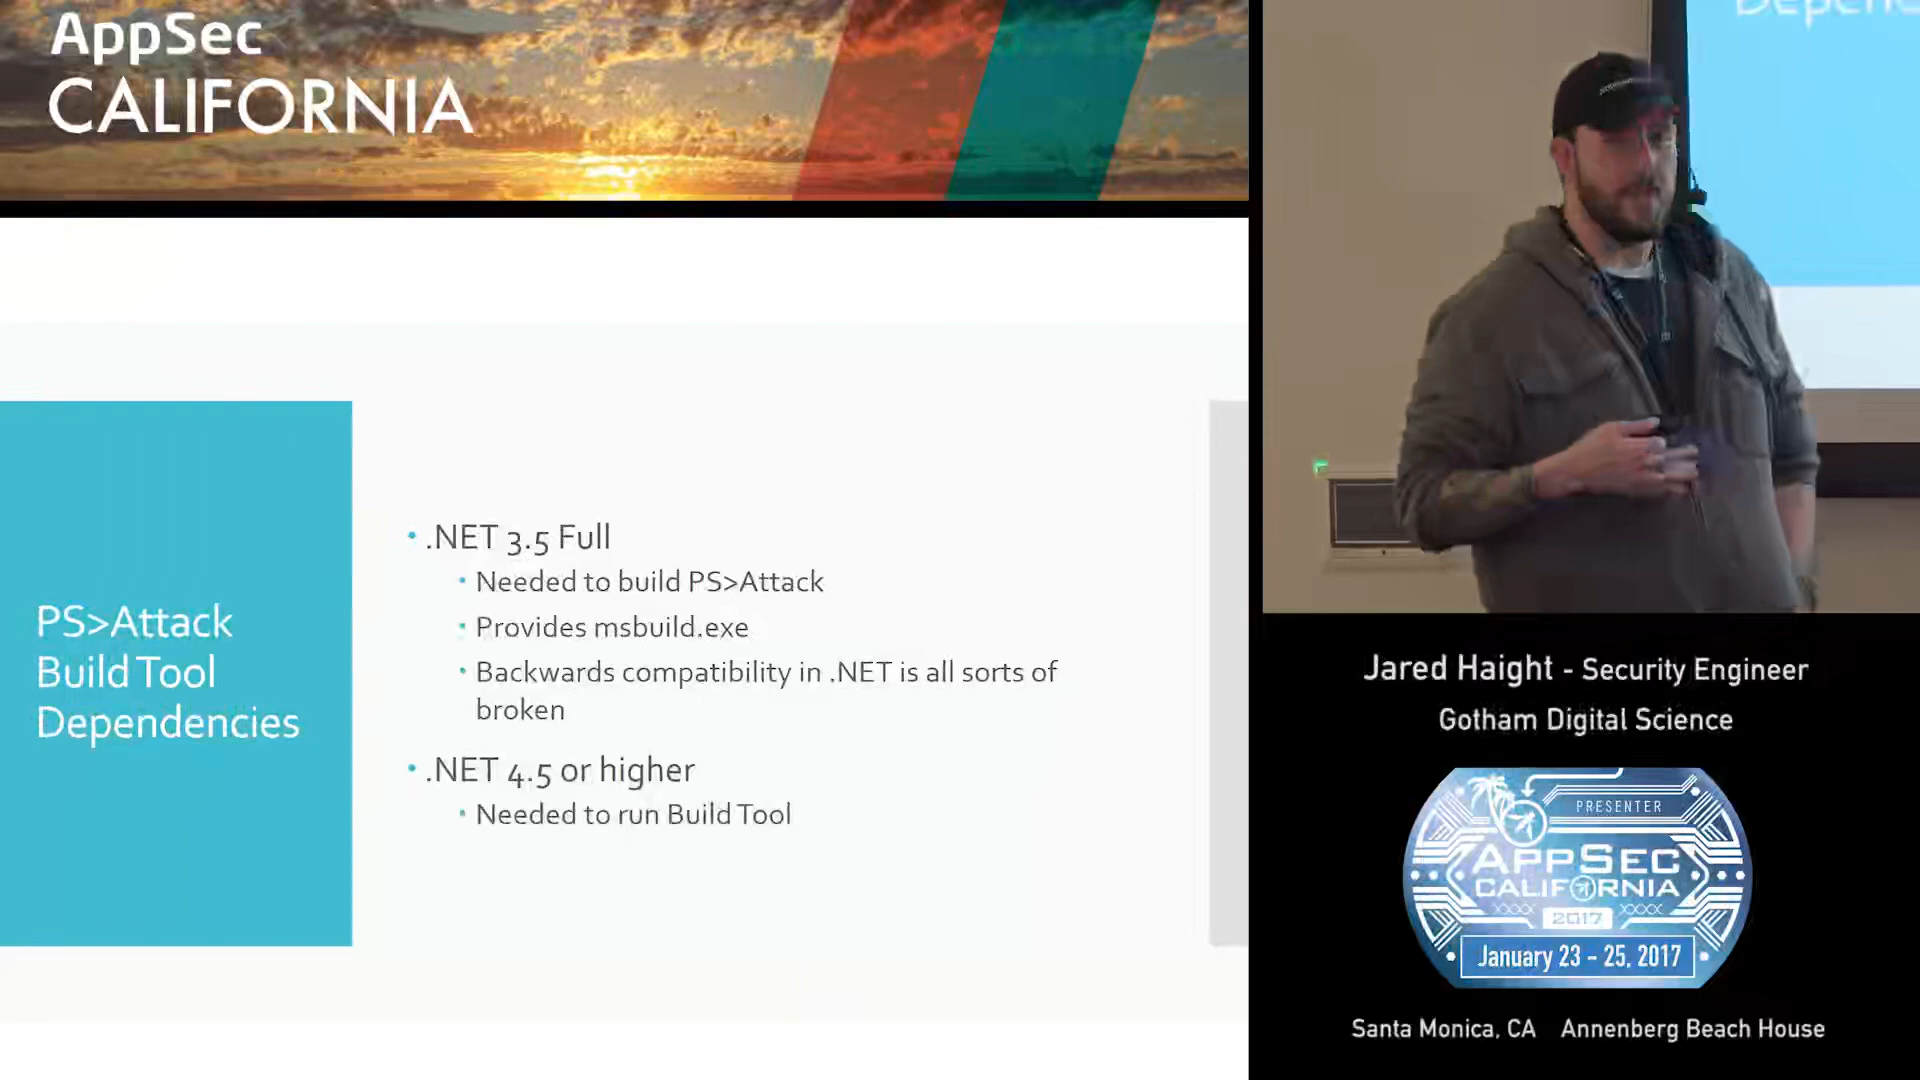 AppSec
CALIFORNIA
PS>Attack
Build Tool
Dependencies
• .NET 3.5 Full
• Needed to build PS>Attack
• Provides msbuild.exe
• Backwards compatibility in .NET is all sorts of
broken
• .NET 4.5 or higher
• Needed to run Build Tool
Jared Haight - Security Engineer
Gotham Digital Science
PRESENTER
APPSEC
CALIFORNIA
XXXX 2017 XXXX
January 23 - 25, 2017
Santa Monica, CA Annenberg Beach House